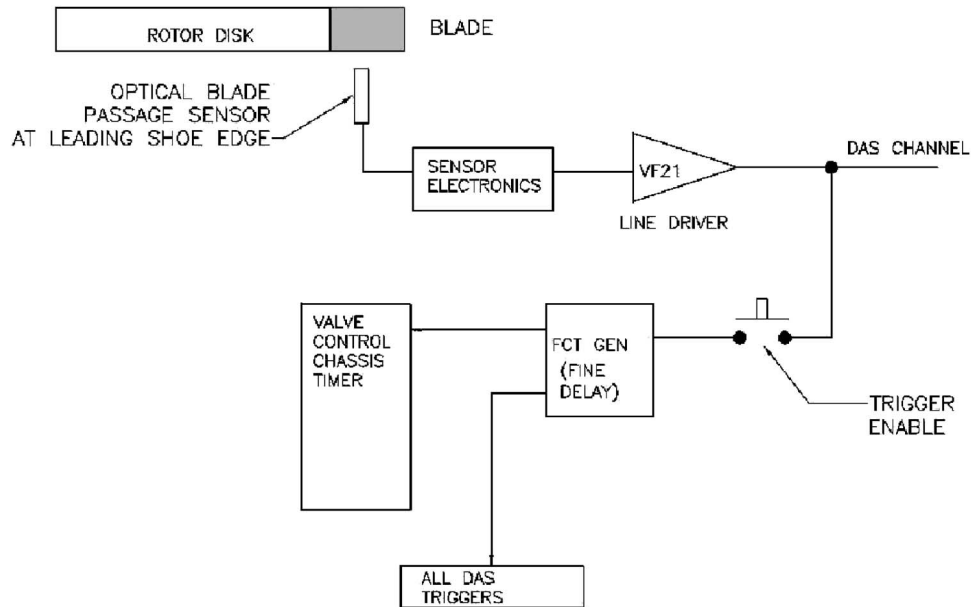 ROTOR DISK
BLADE
OPTICAL BLADE
PASSAGE SENSOR
AT LEADING SHOE EDGE
SENSOR
ELECTRONICS
VF21
LINE DRIVER
DAS CHANNEL
VALVE
CONTROL
CHASSIS
TIMER
FCT GEN
(FINE
DELAY)
TRIGGER
ENABLE
ALL DAS
TRIGGERS